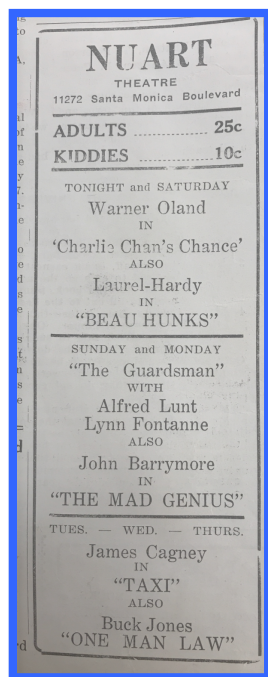 NUART
THEATRE
11272 Santa Monica Boulevard
ADULTS ............... 25c
KIDDIES ............... 10c
TONIGHT and SATURDAY
Warner Oland
IN
'Charlie Chan's Chance'
ALSO
Laurel-Hardy
IN
"BEAU HUNKS"
SUNDAY and MONDAY
"The Guardsman"
WITH
Alfred Lunt
Lynn Fontanne
ALSO
John Barrymore
IN
"THE MAD GENIUS"
TUES. — WED. — THURS.
James Cagney
IN
"TAXI"
ALSO
Buck Jones
"ONE MAN LAW"